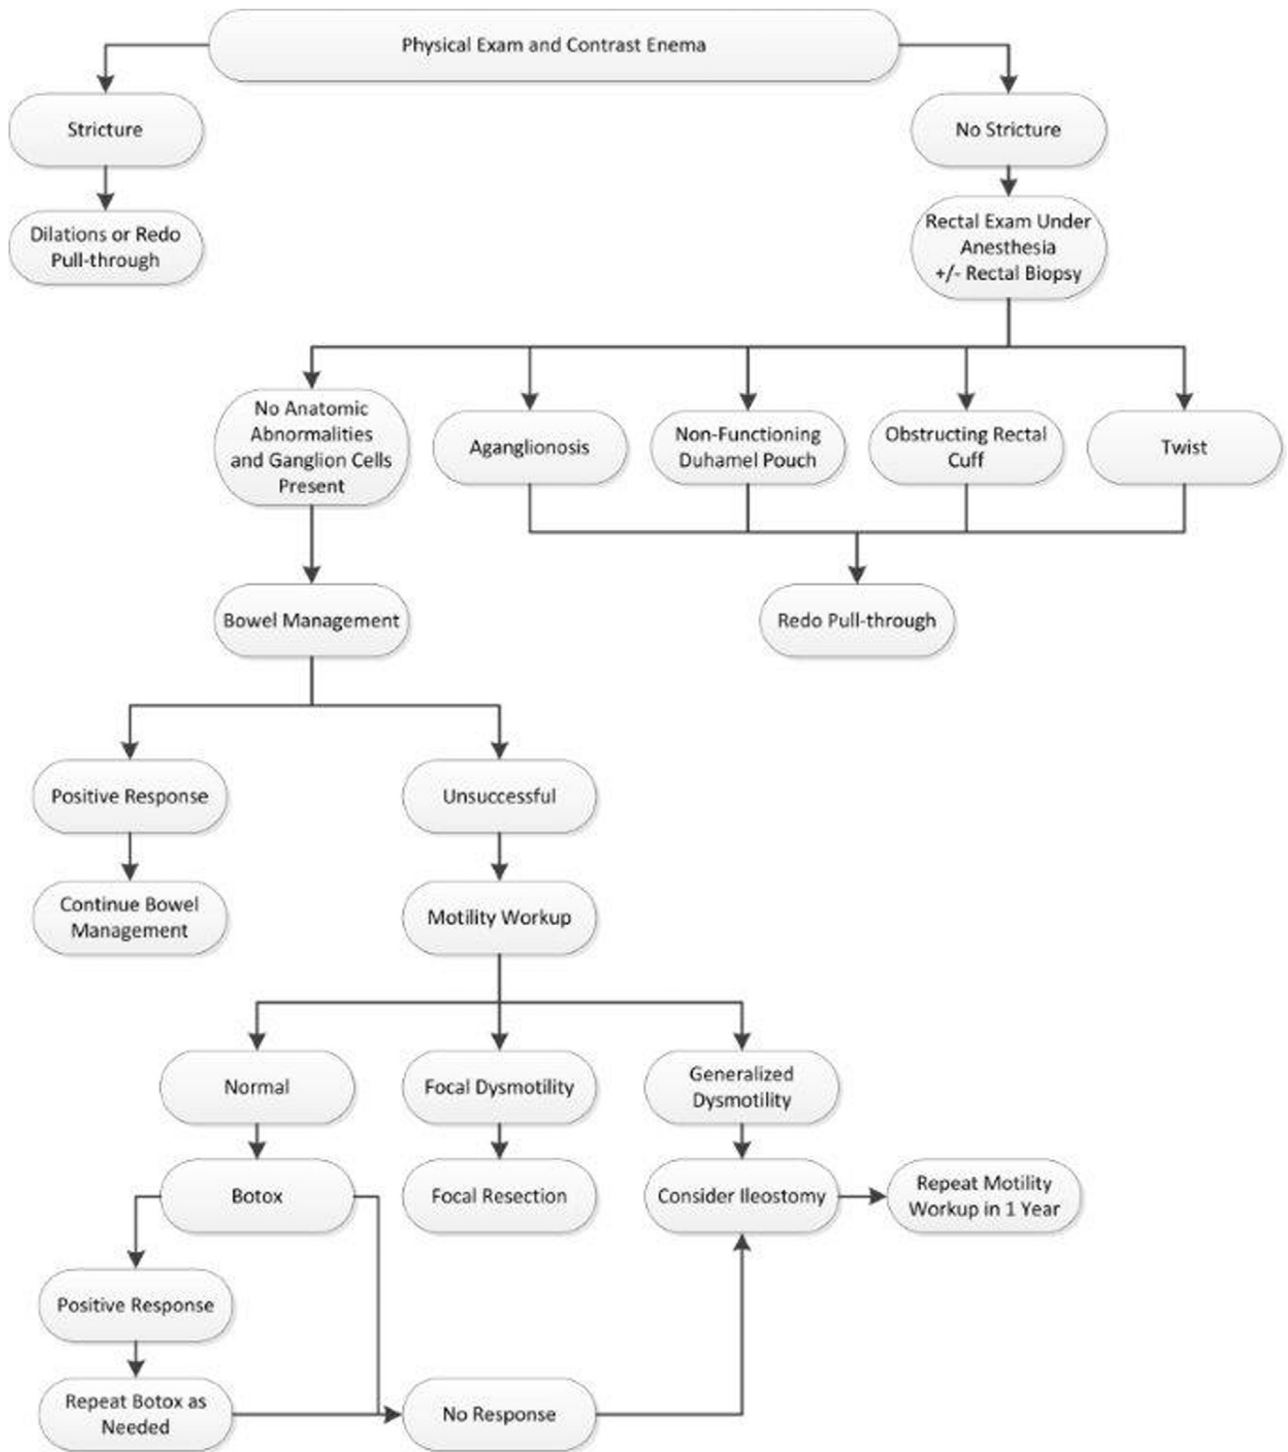 Physical Exam and Contrast Enema
Stricture
No Stricture
Dilations or Redo
Pull-through
Rectal Exam Under
Anesthesia
+/- Rectal Biopsy
No Anatomic
Abnormalities
and Ganglion Cells
Present
Aganglionosis
Non-Functioning
Duhamel Pouch
Obstructing Rectal
Cuff
Twist
Bowel Management
Redo Pull-through
Positive Response
Unsuccessful
Continue Bowel
Management
Motility Workup
Normal
Focal Dysmotility
Generalized
Dysmotility
Botox
Focal Resection
Consider Ileostomy
Repeat Motility
Workup in 1 Year
Positive Response
Repeat Botox as
Needed
No Response